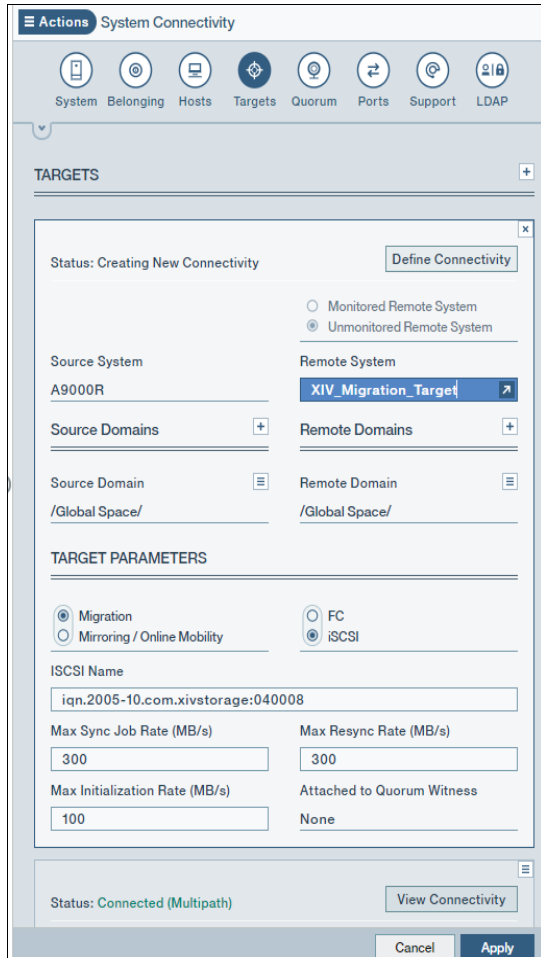 Actions System Connectivity
System Belonging Hosts Targets Quorum Ports Support LDAP
TARGETS
Status: Creating New Connectivity Define Connectivity
Monitored Remote System
Unmonitored Remote System
Source System Remote System
A9000R XIV_Migration_Target
Source Domains Remote Domains
Source Domain Remote Domain
/Global Space/ /Global Space/
TARGET PARAMETERS
Migration FC
Mirroring / Online Mobility iSCSI
ISCSI Name
iqn.2005-10.com.xivstorage:040008
Max Sync Job Rate (MB/s) Max Resync Rate (MB/s)
300 300
Max Initialization Rate (MB/s) Attached to Quorum Witness
100 None
Status: Connected (Multipath) View Connectivity
Cancel Apply